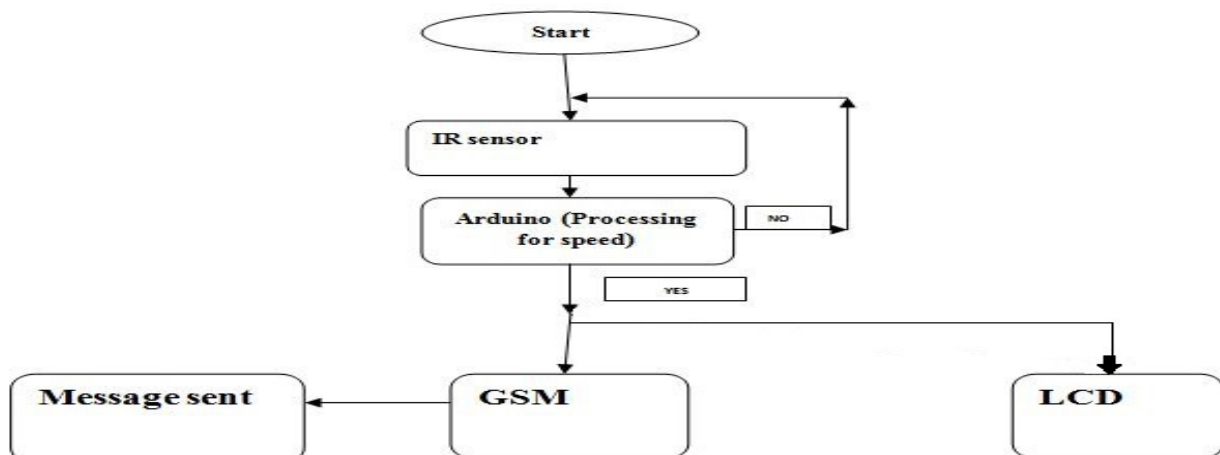 Start
IR sensor
Arduino (Processing
for speed)
NO
YES
Message sent
GSM
LCD